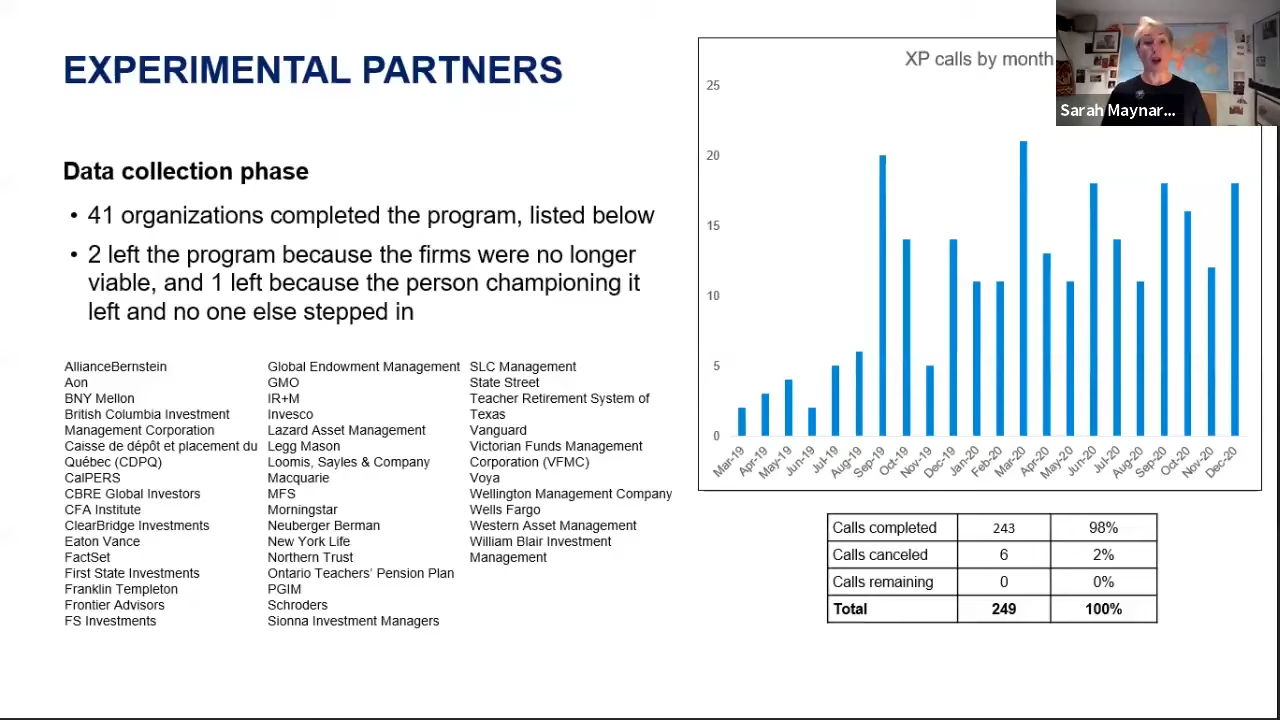 EXPERIMENTAL PARTNERS
Data collection phase
• 41 organizations completed the program, listed below
• 2 left the program because the firms were no longer
viable, and 1 left because the person championing it
left and no one else stepped in
AllianceBernstein
Aon
BNY Mellon
British Columbia Investment
Management Corporation
Caisse de dépôt et placement du
Québec (CDPQ)
CalPERS
CBRE Global Investors
CFA Institute
ClearBridge Investments
Eaton Vance
FactSet
First State Investments
Franklin Templeton
Frontier Advisors
FS Investments
Global Endowment Management
GMO
IR+M
Invesco
Lazard Asset Management
Legg Mason
Loomis, Sayles & Company
Macquarie
MFS
Morningstar
Neuberger Berman
New York Life
Northern Trust
Ontario Teachers’ Pension Plan
PGIM
Schroders
Sionna Investment Managers
SLC Management
State Street
Teacher Retirement System of
Texas
Vanguard
Victorian Funds Management
Corporation (VFMC)
Voya
Wellington Management Company
Wells Fargo
Western Asset Management
William Blair Investment
Management
XP calls by month
25
20
15
10
5
0
Mar-19 Apr-19 May-19 Jun-19 Jul-19 Aug-19 Sep-19 Oct-19 Nov-19 Dec-19 Jan-20 Feb-20 Mar-20 Apr-20 May-20 Jun-20 Jul-20 Aug-20 Sep-20 Oct-20 Nov-20 Dec-20
Calls completed 243 98%
Calls canceled 6 2%
Calls remaining 0 0%
Total 249 100%
Sarah Maynar...